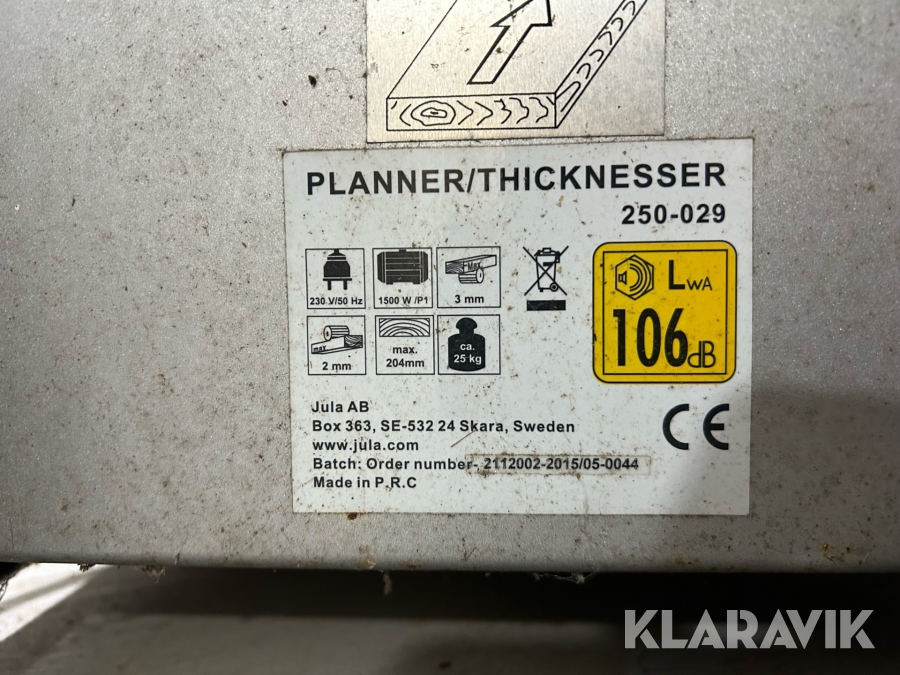 PLANNER/THICKNESSER
250-029
230 V/50 Hz
1500 W /P1
Max
3 mm
max
2 mm
max.
204mm
ca.
25 kg
LWA
106dB
Jula AB
Box 363, SE-532 24 Skara, Sweden
www.jula.com
Batch: Order number- 2112002-2015/05-0044
Made in P.R.C
CE
KLARAVIK